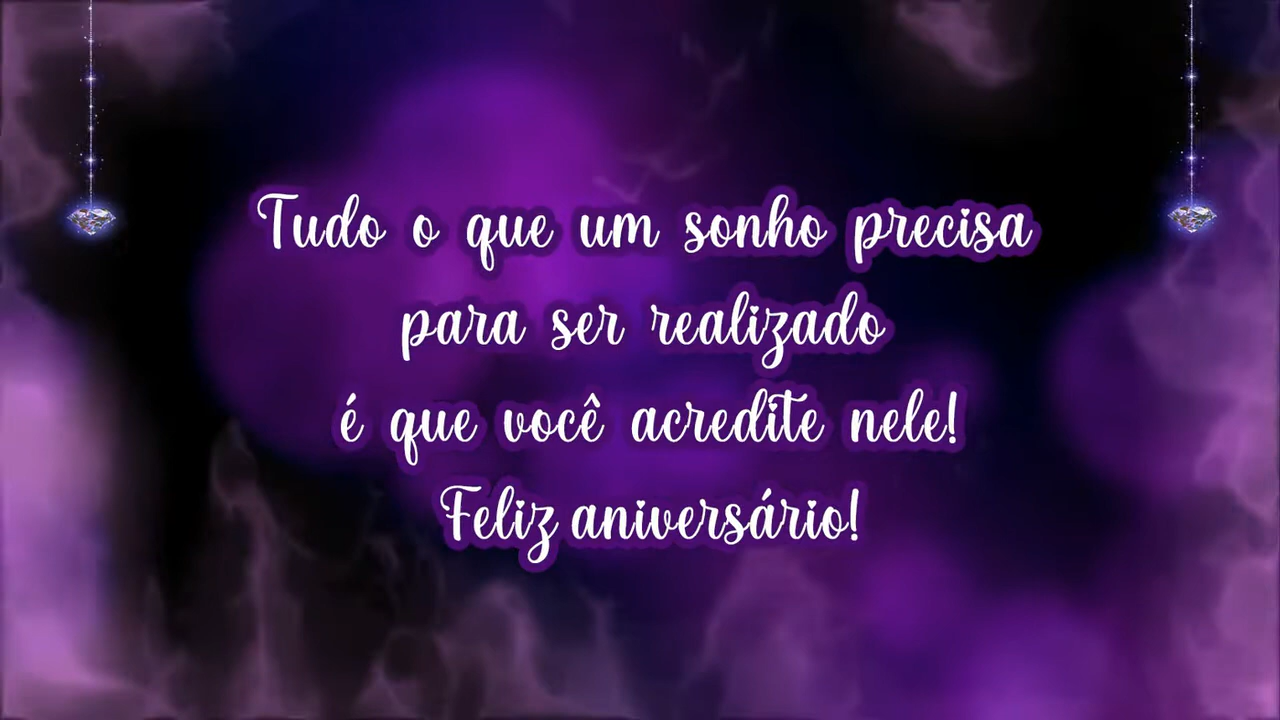 Tudo o que um sonho precisa
para ser realizado
é que você acredite nele!
Feliz aniversário!